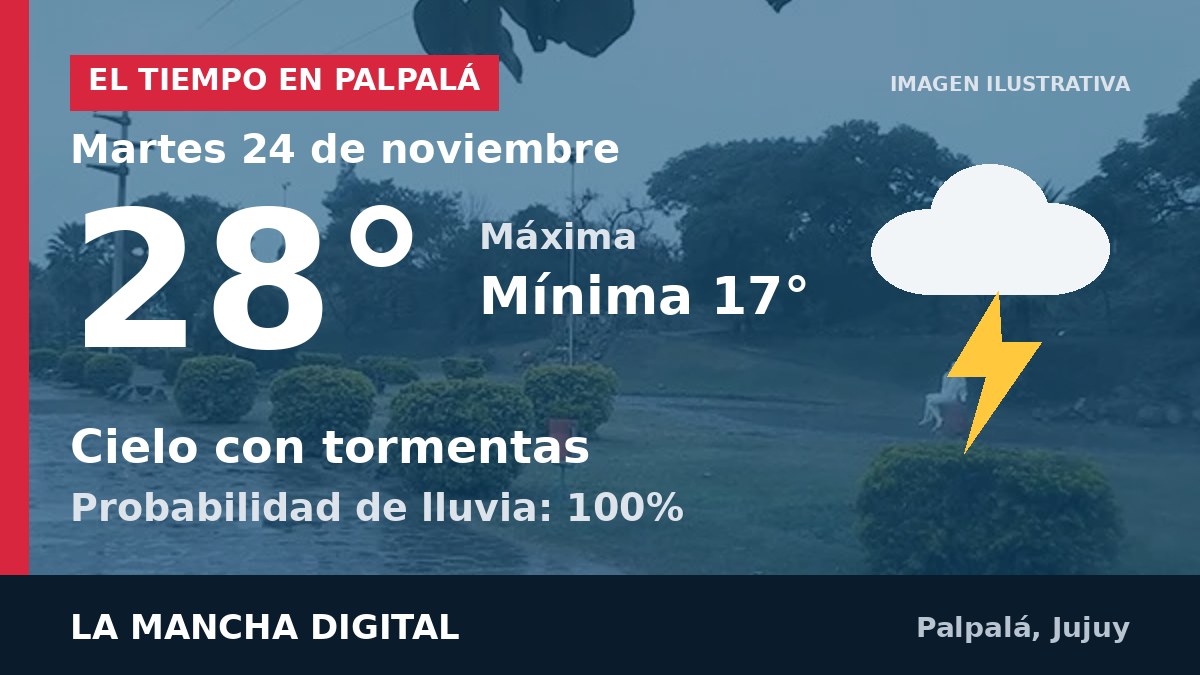 EL TIEMPO EN PALPALÁ
IMAGEN ILUSTRATIVA
Martes 24 de noviembre
28°
Máxima
Mínima 17°
Cielo con tormentas
Probabilidad de lluvia: 100%
LA MANCHA DIGITAL
Palpalá, Jujuy